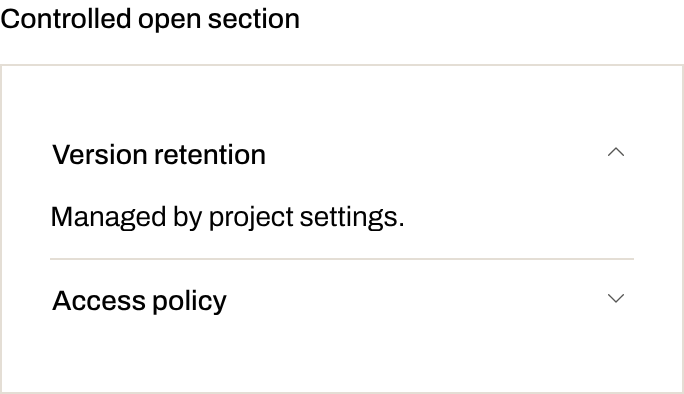 Controlled open section
Version retention
Managed by project settings.
Access policy